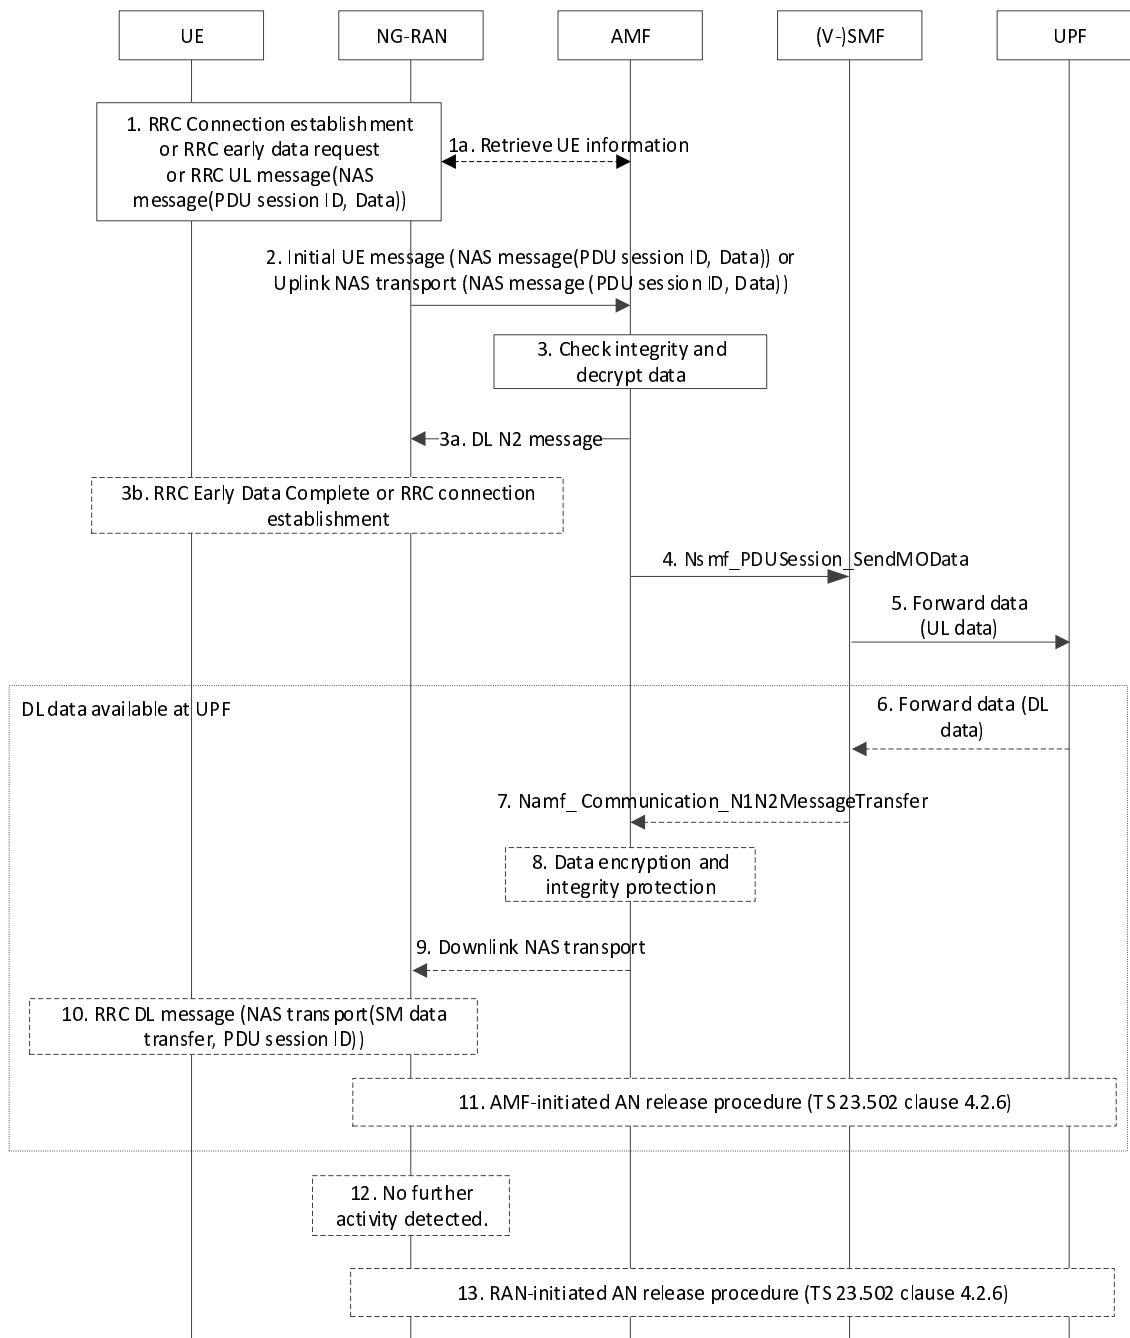 UE
NG-RAN
AMF
(V-)SMF
UPF
1. RRC Connection establishment
or RRC early data request
or RRC UL message(NAS
message(PDU session ID, Data))
1a. Retrieve UE information
2. Initial UE message (NAS message(PDU session ID, Data)) or
Uplink NAS transport (NAS message (PDU session ID, Data))
3. Check integrity and
decrypt data
3a. DL N2 message
3b. RRC Early Data Complete or RRC connection
establishment
4. Nsmf_PDUSession_SendMOData
5. Forward data
(UL data)
DL data available at UPF
6. Forward data (DL
data)
7. Namf_ Communication_N1N2MessageTransfer
8. Data encryption and
integrity protection
9. Downlink NAS transport
10. RRC DL message (NAS transport(SM data
transfer, PDU session ID))
11. AMF-initiated AN release procedure (TS 23.502 clause 4.2.6)
12. No further
activity detected.
13. RAN-initiated AN release procedure (TS 23.502 clause 4.2.6)